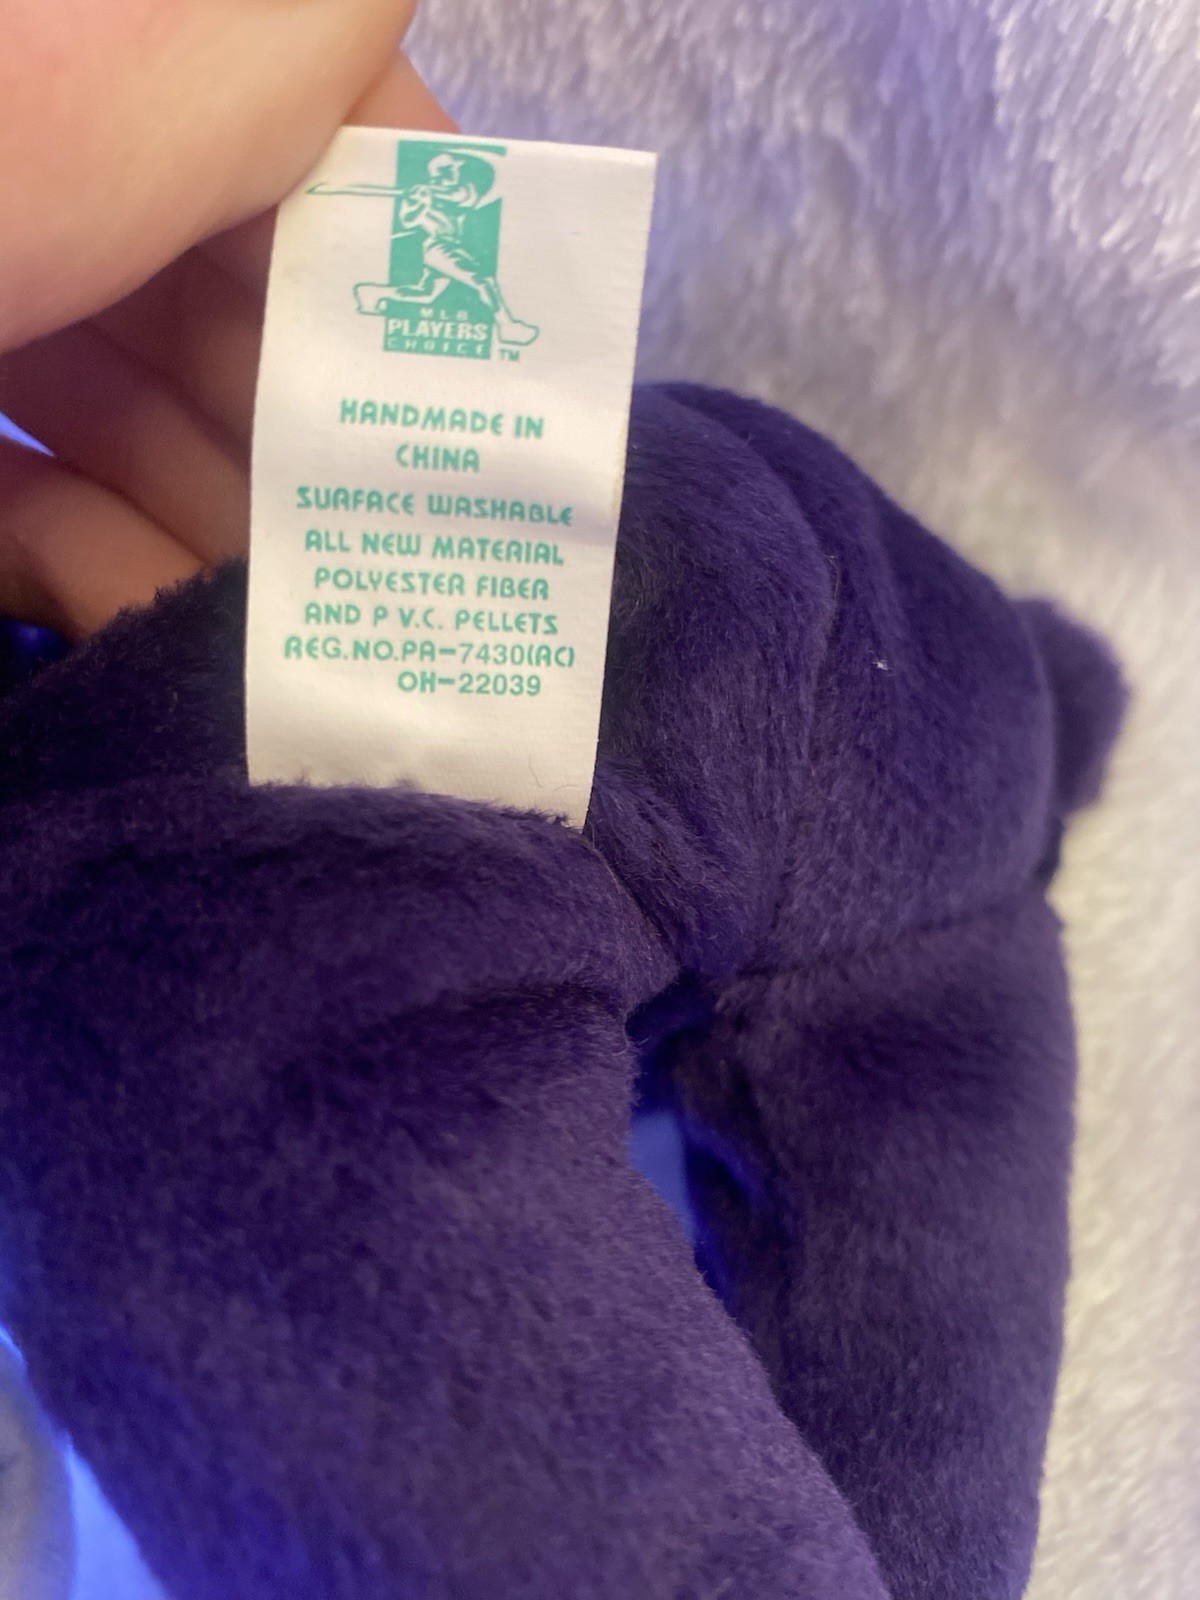 MLB
PLAYERS
CHOICE TM
HANDMADE IN
CHINA
SURFACE WASHABLE
ALL NEW MATERIAL
POLYESTER FIBER
AND P V.C. PELLETS
REG.NO.PA-7430(AC)
OH-22039